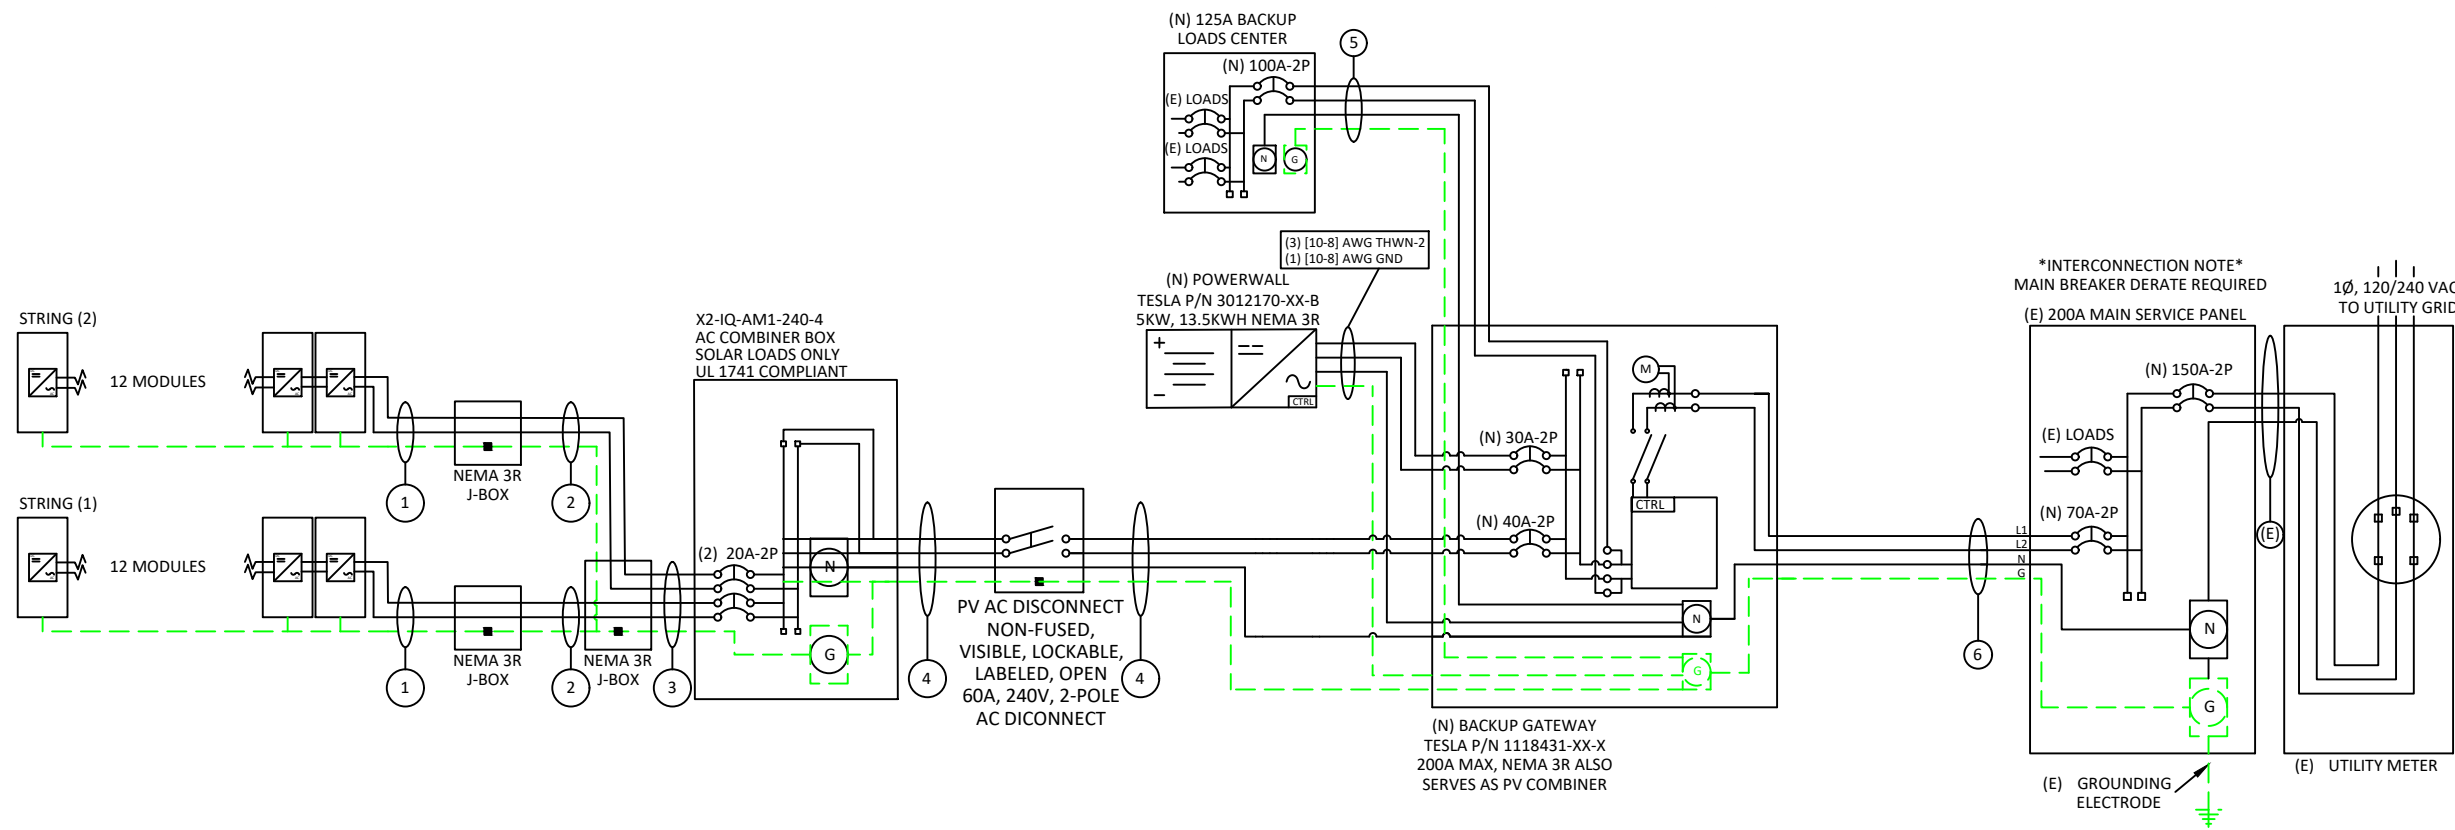 (N) 125A BACKUP
LOADS CENTER
5
(N) 100A-2P
(E) LOADS
(E) LOADS
N
G
(3) [10-8] AWG THWN-2
(1) [10-8] AWG GND
(N) POWERWALL
TESLA P/N 3012170-XX-B
5KW, 13.5KWH NEMA 3R
+
−
CTRL
STRING (2)
12 MODULES
1
NEMA 3R
J-BOX
2
STRING (1)
12 MODULES
1
NEMA 3R
J-BOX
2
NEMA 3R
J-BOX
3
X2-IQ-AM1-240-4
AC COMBINER BOX
SOLAR LOADS ONLY
UL 1741 COMPLIANT
(2) 20A-2P
N
G
4
PV AC DISCONNECT
NON-FUSED,
VISIBLE, LOCKABLE,
LABELED, OPEN
60A, 240V, 2-POLE
AC DICONNECT
4
M
(N) 30A-2P
(N) 40A-2P
CTRL
N
G
(N) BACKUP GATEWAY
TESLA P/N 1118431-XX-X
200A MAX, NEMA 3R ALSO
SERVES AS PV COMBINER
6
*INTERCONNECTION NOTE*
MAIN BREAKER DERATE REQUIRED
(E) 200A MAIN SERVICE PANEL
(N) 150A-2P
(E) LOADS
(N) 70A-2P
L1
L2
N
G
N
G
(E)
(E) GROUNDING
ELECTRODE
1Ø, 120/240 VAC
TO UTILITY GRID
(E) UTILITY METER